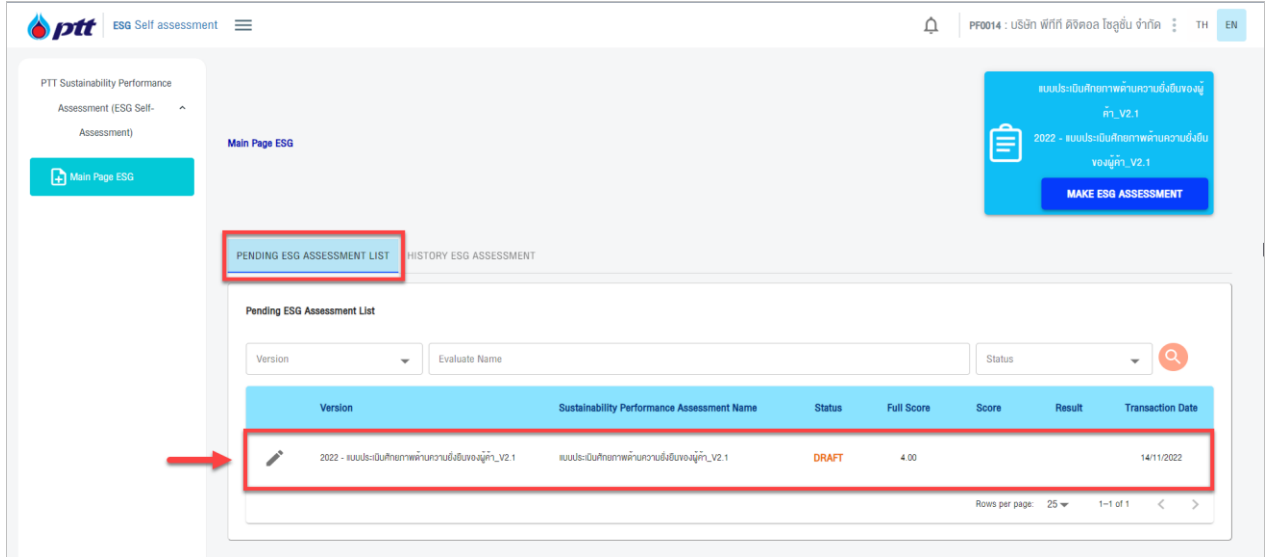 ptt ESG Self assessment
PF0014 : บริษัท พีทีที ดิจิตอล โซลูชั่น จำกัด
TH EN
PTT Sustainability Performance
Assessment (ESG Self-
Assessment)
Main Page ESG
Main Page ESG
แบบประเมินศักยภาพด้านความยั่งยืนของผู้
ค้า_V2.1
2022 - แบบประเมินศักยภาพด้านความยั่งยืน
ของผู้ค้า_V2.1
MAKE ESG ASSESSMENT
PENDING ESG ASSESSMENT LIST HISTORY ESG ASSESSMENT
Pending ESG Assessment List
Version Evaluate Name Status
Version Sustainability Performance Assessment Name Status Full Score Score Result Transaction Date
2022 - แบบประเมินศักยภาพด้านความยั่งยืนของผู้ค้า_V2.1 แบบประเมินศักยภาพด้านความยั่งยืนของผู้ค้า_V2.1 DRAFT 4.00 14/11/2022
Rows per page: 25 1–1 of 1